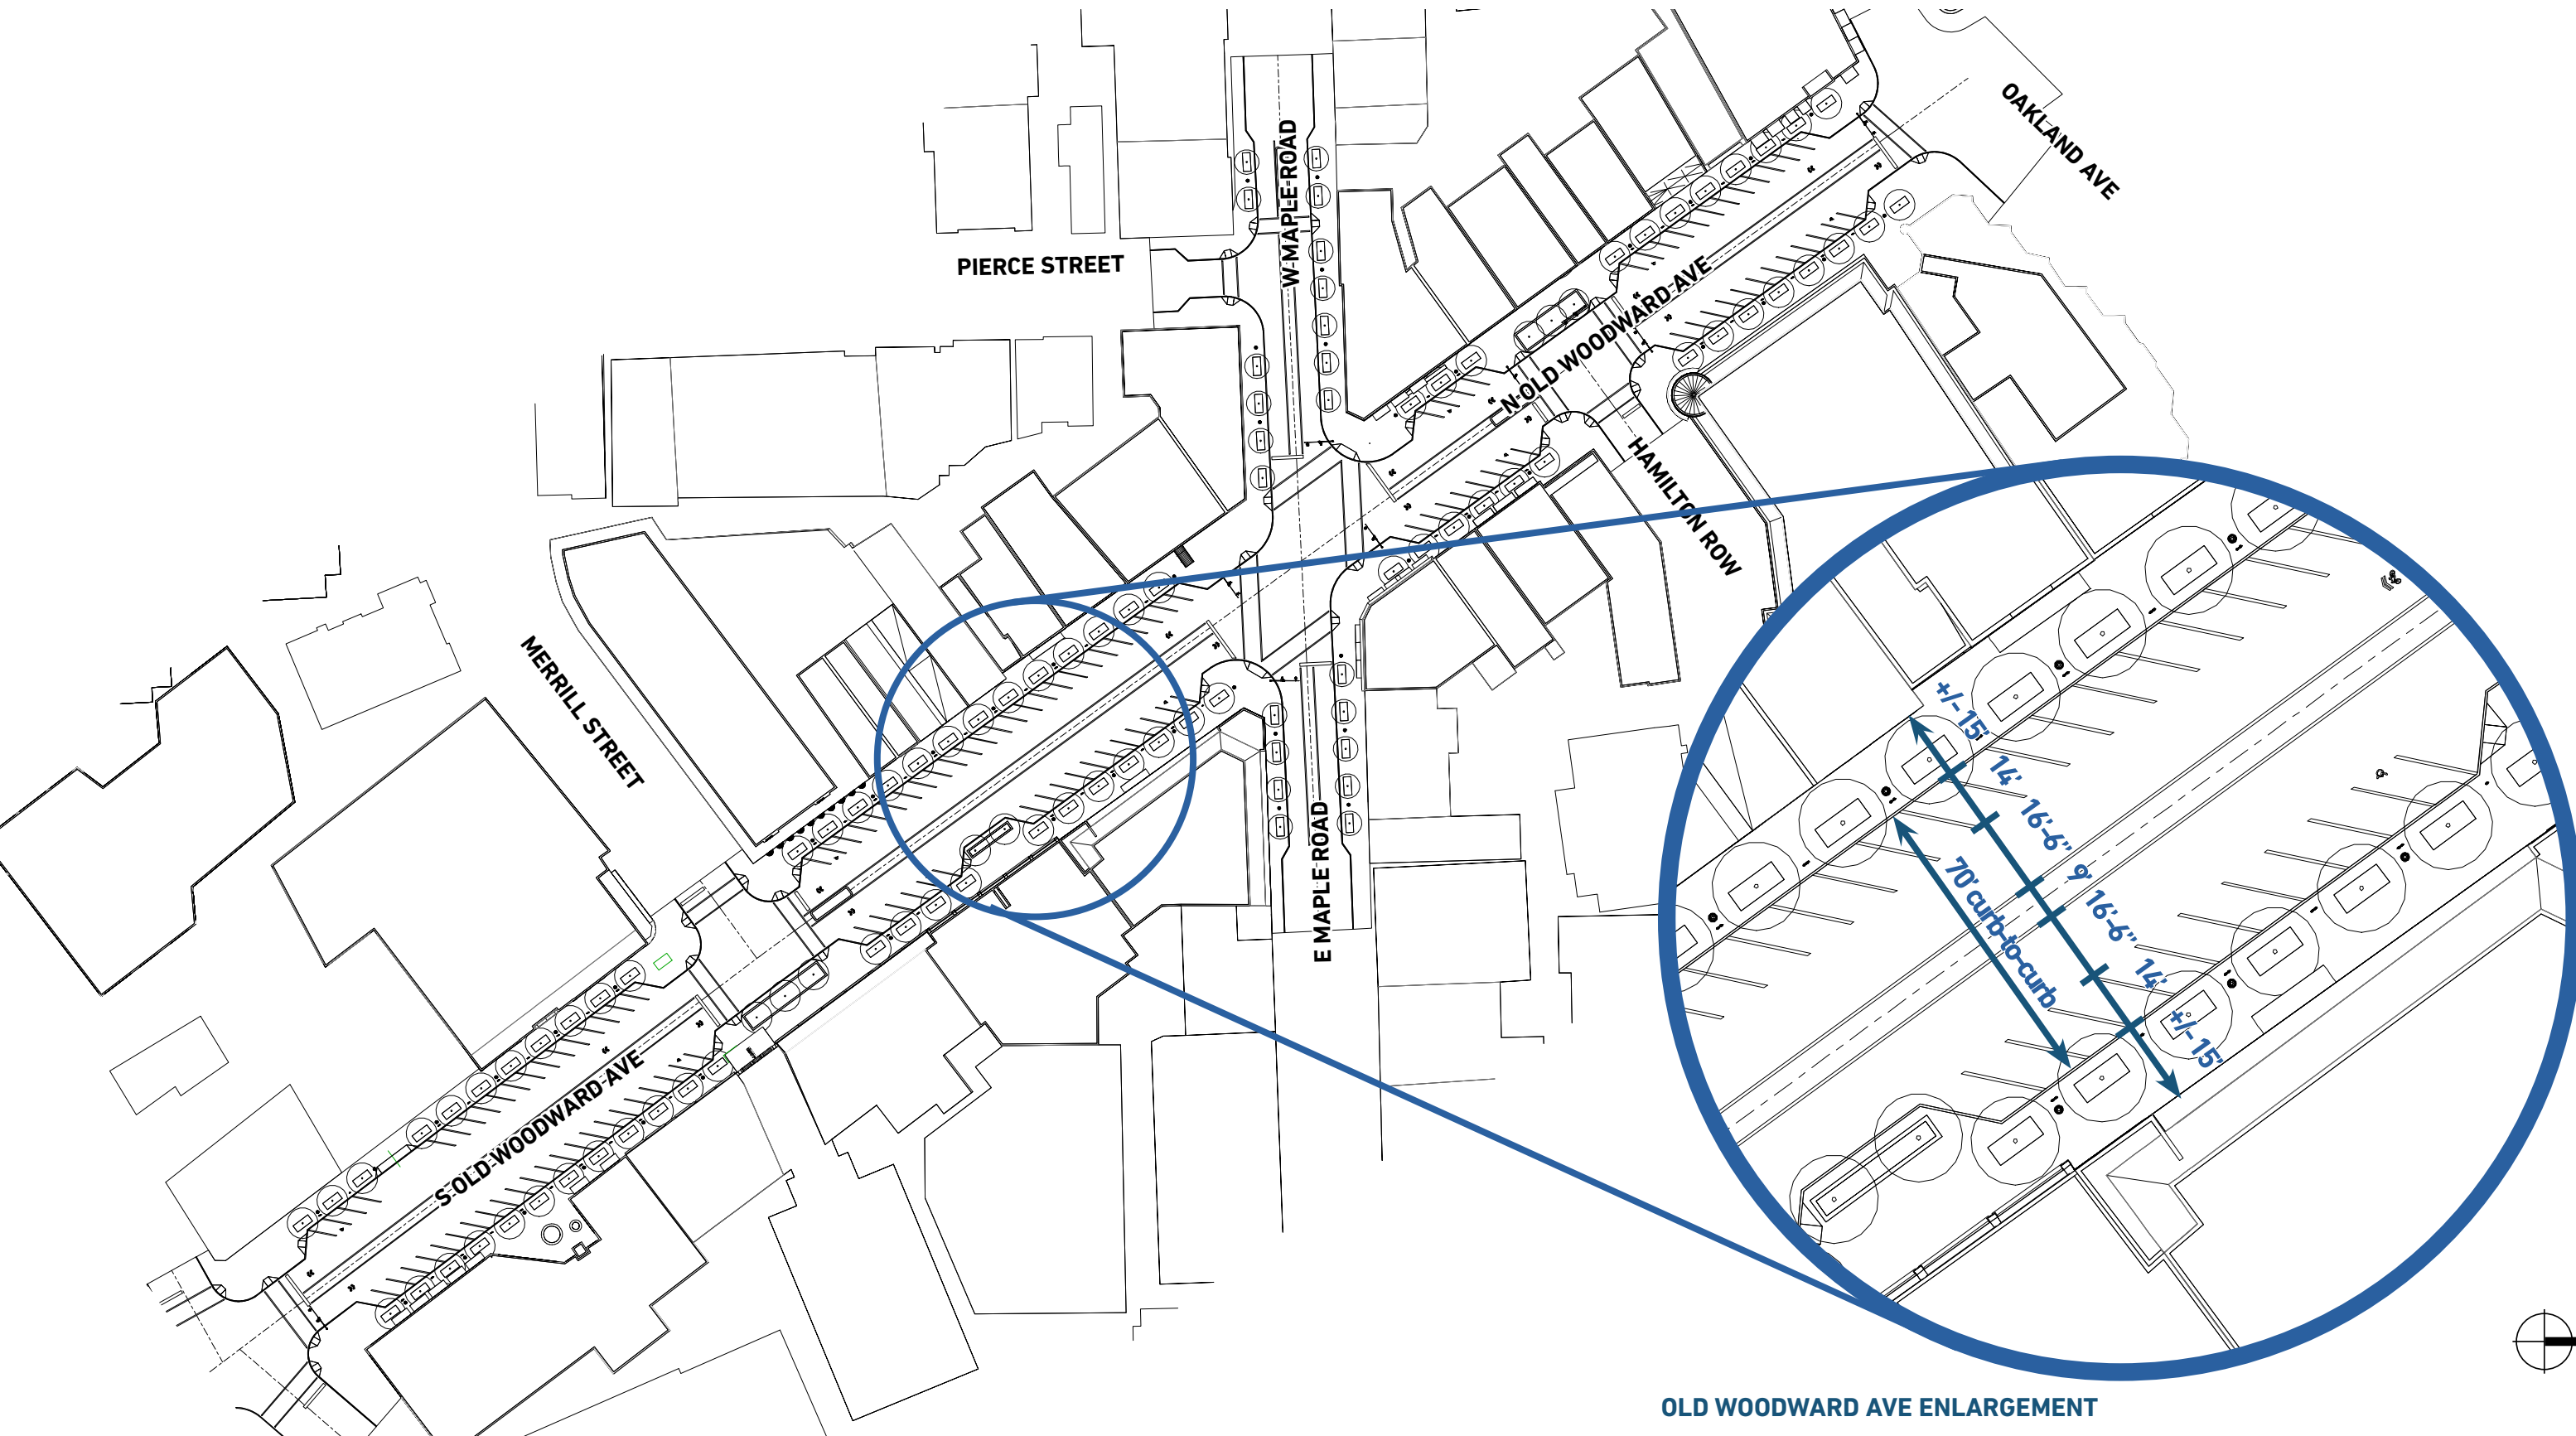 OAKLAND AVE
W MAPLE ROAD
PIERCE STREET
N OLD WOODWARD AVE
HAMILTON ROW
MERRILL STREET
E MAPLE ROAD
S OLD WOODWARD AVE
+/- 15'
14'
16'-6"
9'
16'-6"
14'
+/- 15'
70' curb-to-curb
OLD WOODWARD AVE ENLARGEMENT